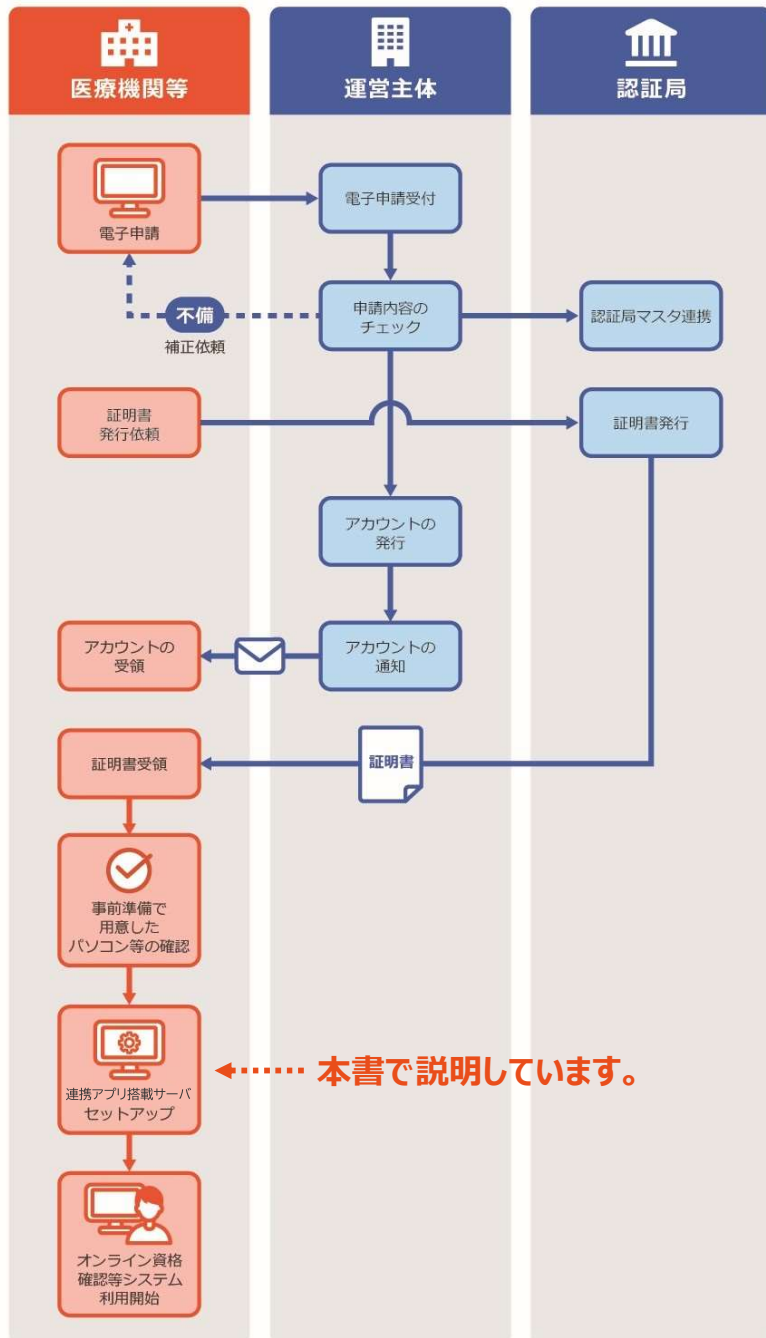 医療機関等
運営主体
認証局
電子申請
電子申請受付
不備
補正依頼
申請内容の
チェック
認証局マスタ連携
証明書
発行依頼
証明書発行
アカウントの
発行
アカウントの
受領
アカウントの
通知
証明書受領
証明書
事前準備で
用意した
パソコン等の確認
連携アプリ搭載サーバ
セットアップ
本書で説明しています。
オンライン資格
確認等システム
利用開始